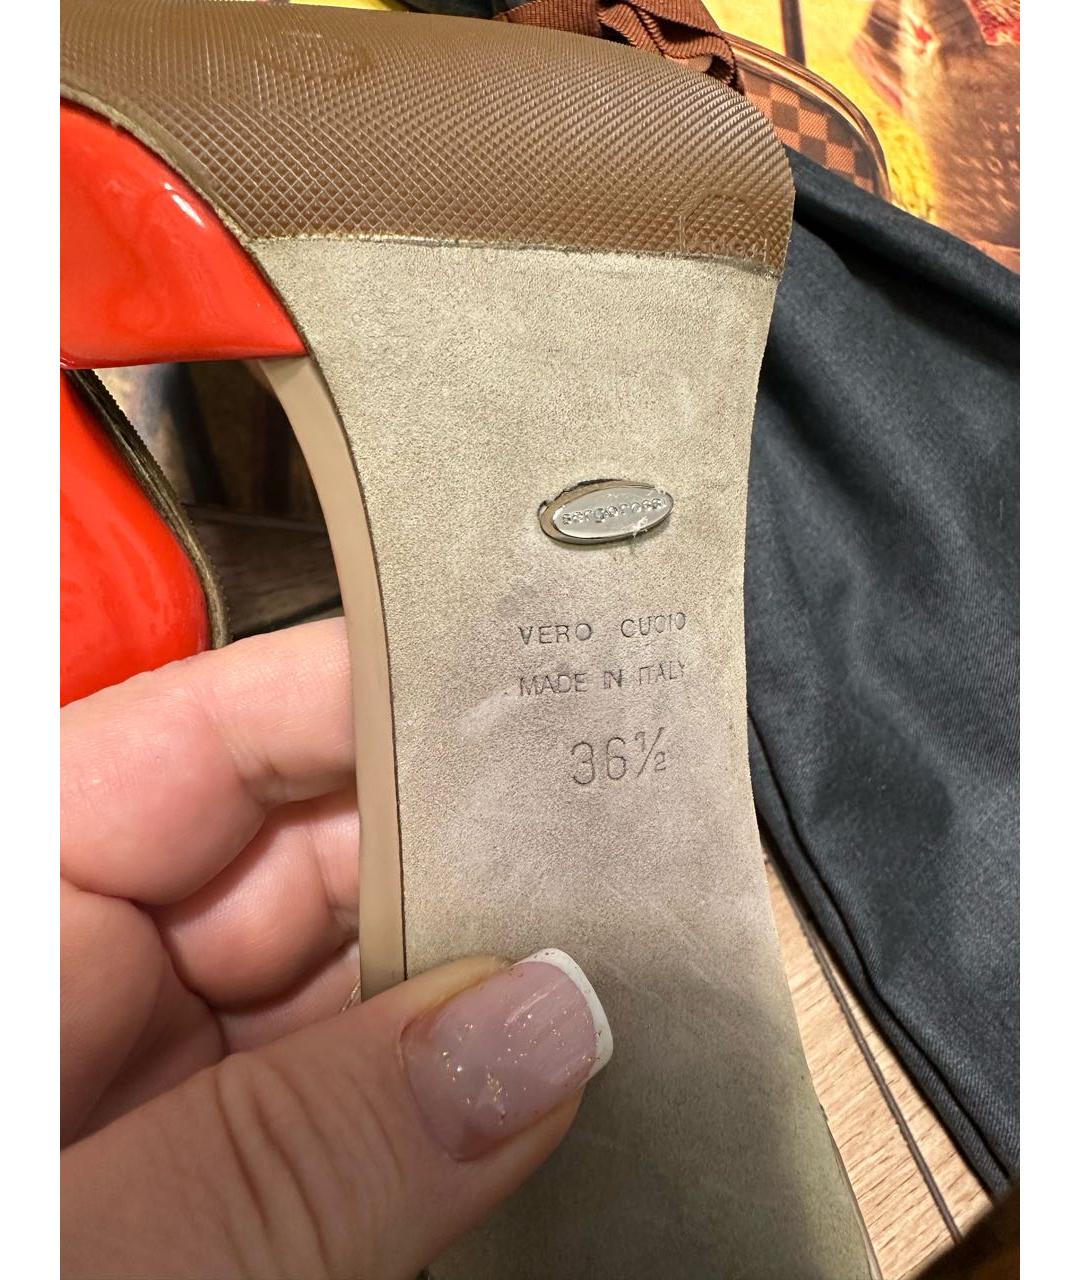 sergiorossi
VERO CUOIO
MADE IN ITALY
36½